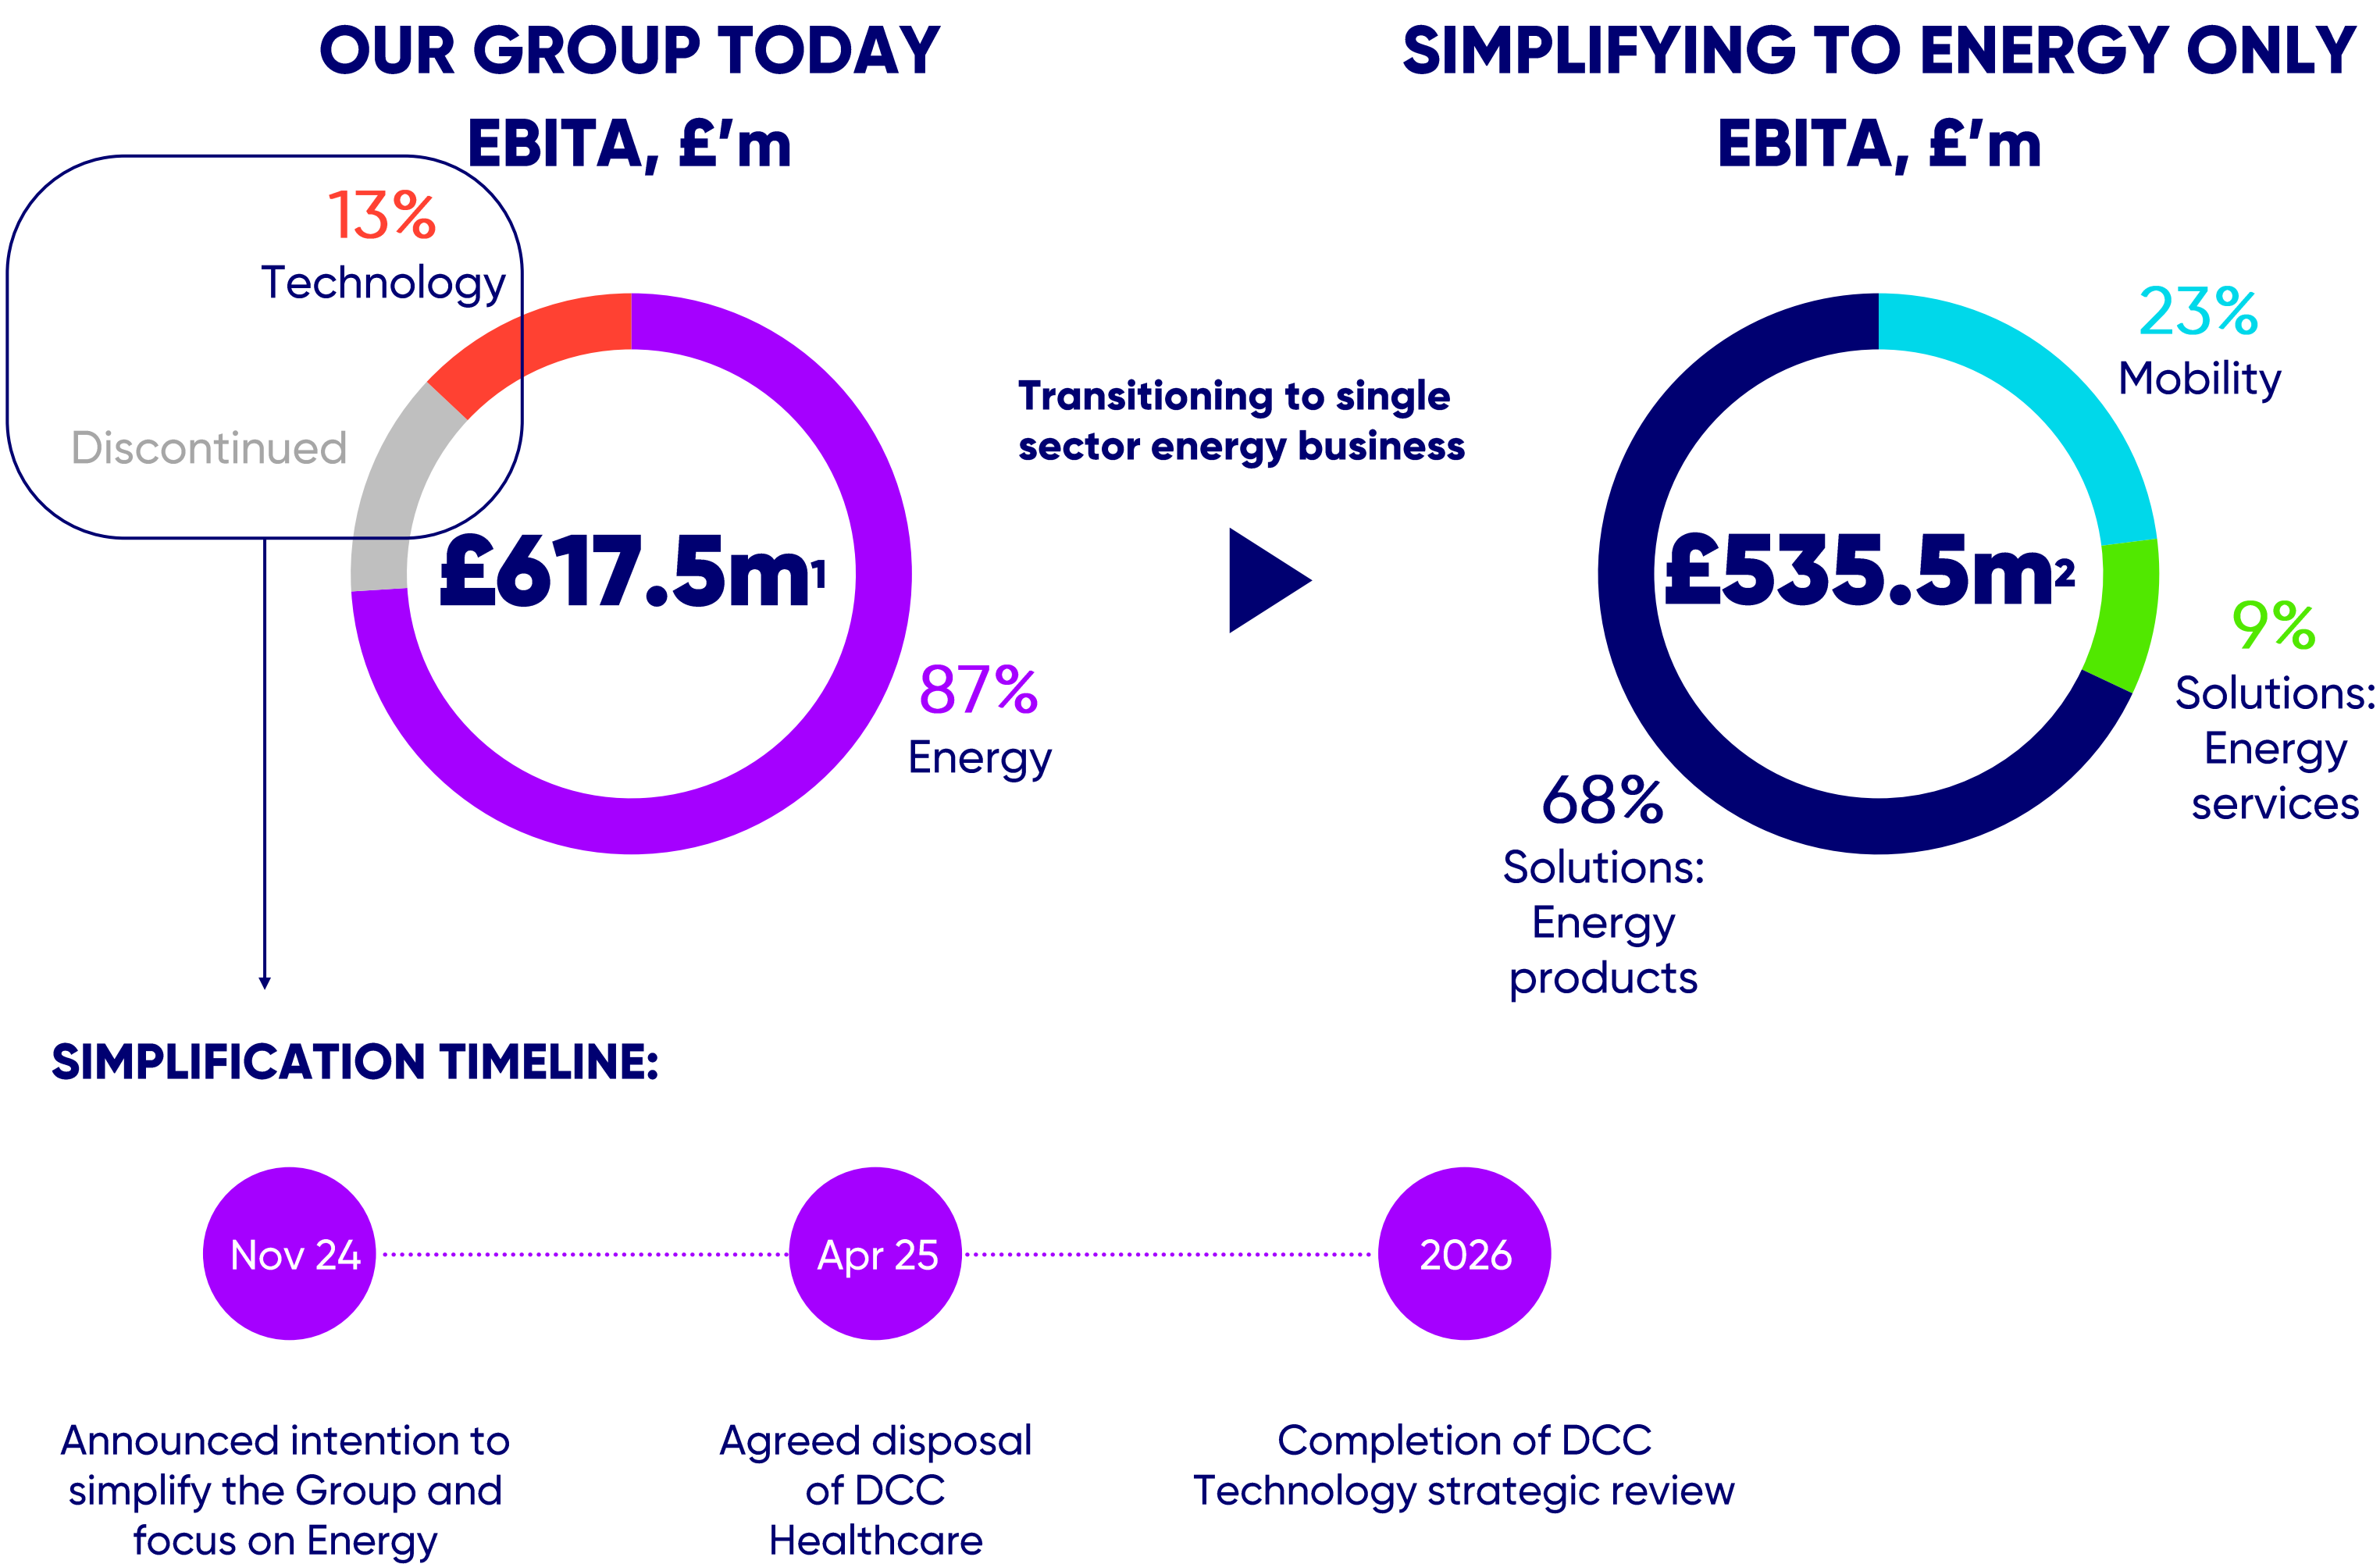 OUR GROUP TODAY
EBITA, £’m
13%
Technology
Discontinued
£617.5m1
87%
Energy
Transitioning to single
sector energy business
SIMPLIFYING TO ENERGY ONLY
EBITA, £’m
23%
Mobility
£535.5m2
9%
Solutions:
Energy
services
68%
Solutions:
Energy
products
SIMPLIFICATION TIMELINE:
Nov 24
Announced intention to
simplify the Group and
focus on Energy
Apr 25
Agreed disposal
of DCC
Healthcare
2026
Completion of DCC
Technology strategic review